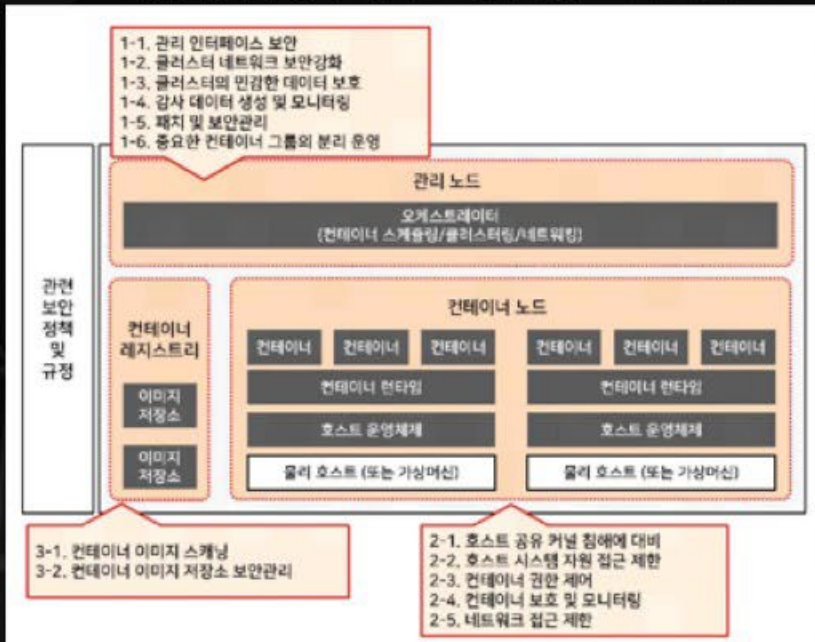 1-1. 관리 인터페이스 보안
1-2. 클러스터 네트워크 보안강화
1-3. 클러스터의 민감한 데이터 보호
1-4. 감사 데이터 생성 및 모니터링
1-5. 패치 및 보안관리
1-6. 중요한 컨테이너 그룹의 분리 운영
관리 노드
오케스트레이터
(컨테이너 스케줄링/클러스터링/네트워킹)
관련
보안
정책
및
규정
컨테이너
레지스트리
이미지
저장소
이미지
저장소
컨테이너 노드
컨테이너 컨테이너 컨테이너
컨테이너 런타임
호스트 운영체제
물리 호스트 (또는 가상머신)
컨테이너 컨테이너 컨테이너
컨테이너 런타임
호스트 운영체제
물리 호스트 (또는 가상머신)
3-1. 컨테이너 이미지 스캐닝
3-2. 컨테이너 이미지 저장소 보안관리
2-1. 호스트 공유 커널 침해에 대비
2-2. 호스트 시스템 자원 접근 제한
2-3. 컨테이너 권한 제어
2-4. 컨테이너 보호 및 모니터링
2-5. 네트워크 접근 제한